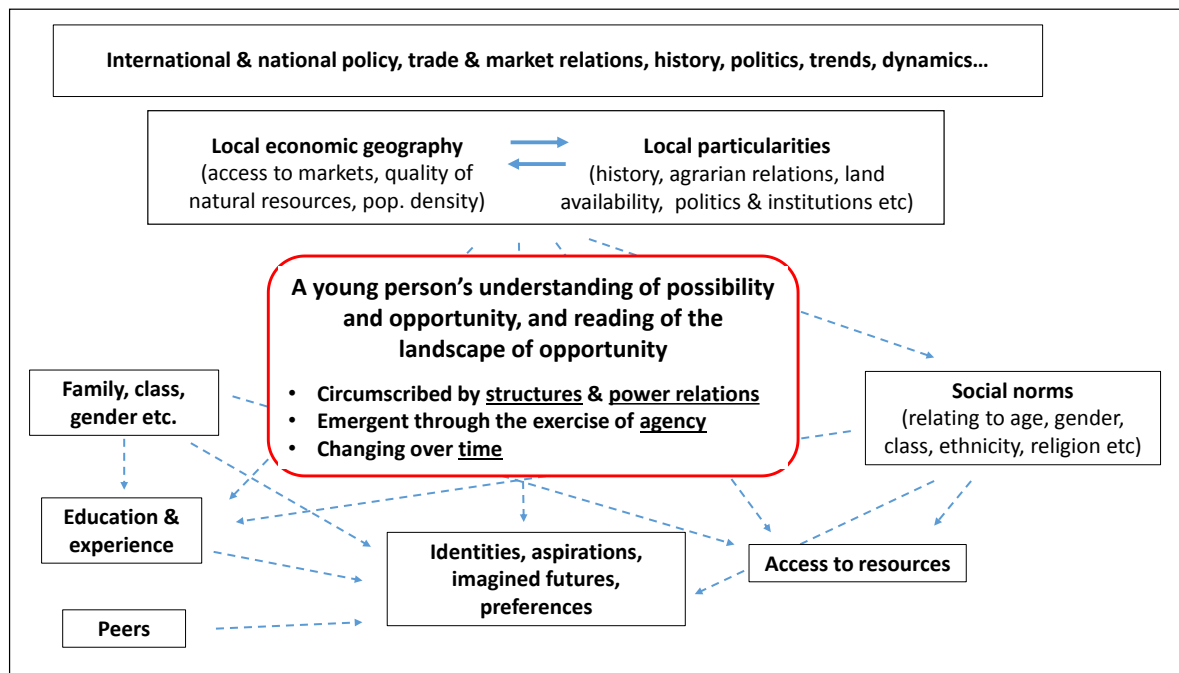 International & national policy, trade & market relations, history, politics, trends, dynamics…
Local economic geography
(access to markets, quality of
natural resources, pop. density)
Local particularities
(history, agrarian relations, land
availability, politics & institutions etc)
A young person’s understanding of possibility
and opportunity, and reading of the
landscape of opportunity
• Circumscribed by structures & power relations
• Emergent through the exercise of agency
• Changing over time
Family, class,
gender etc.
Social norms
(relating to age, gender,
class, ethnicity, religion etc)
Education &
experience
Identities, aspirations,
imagined futures,
preferences
Access to resources
Peers